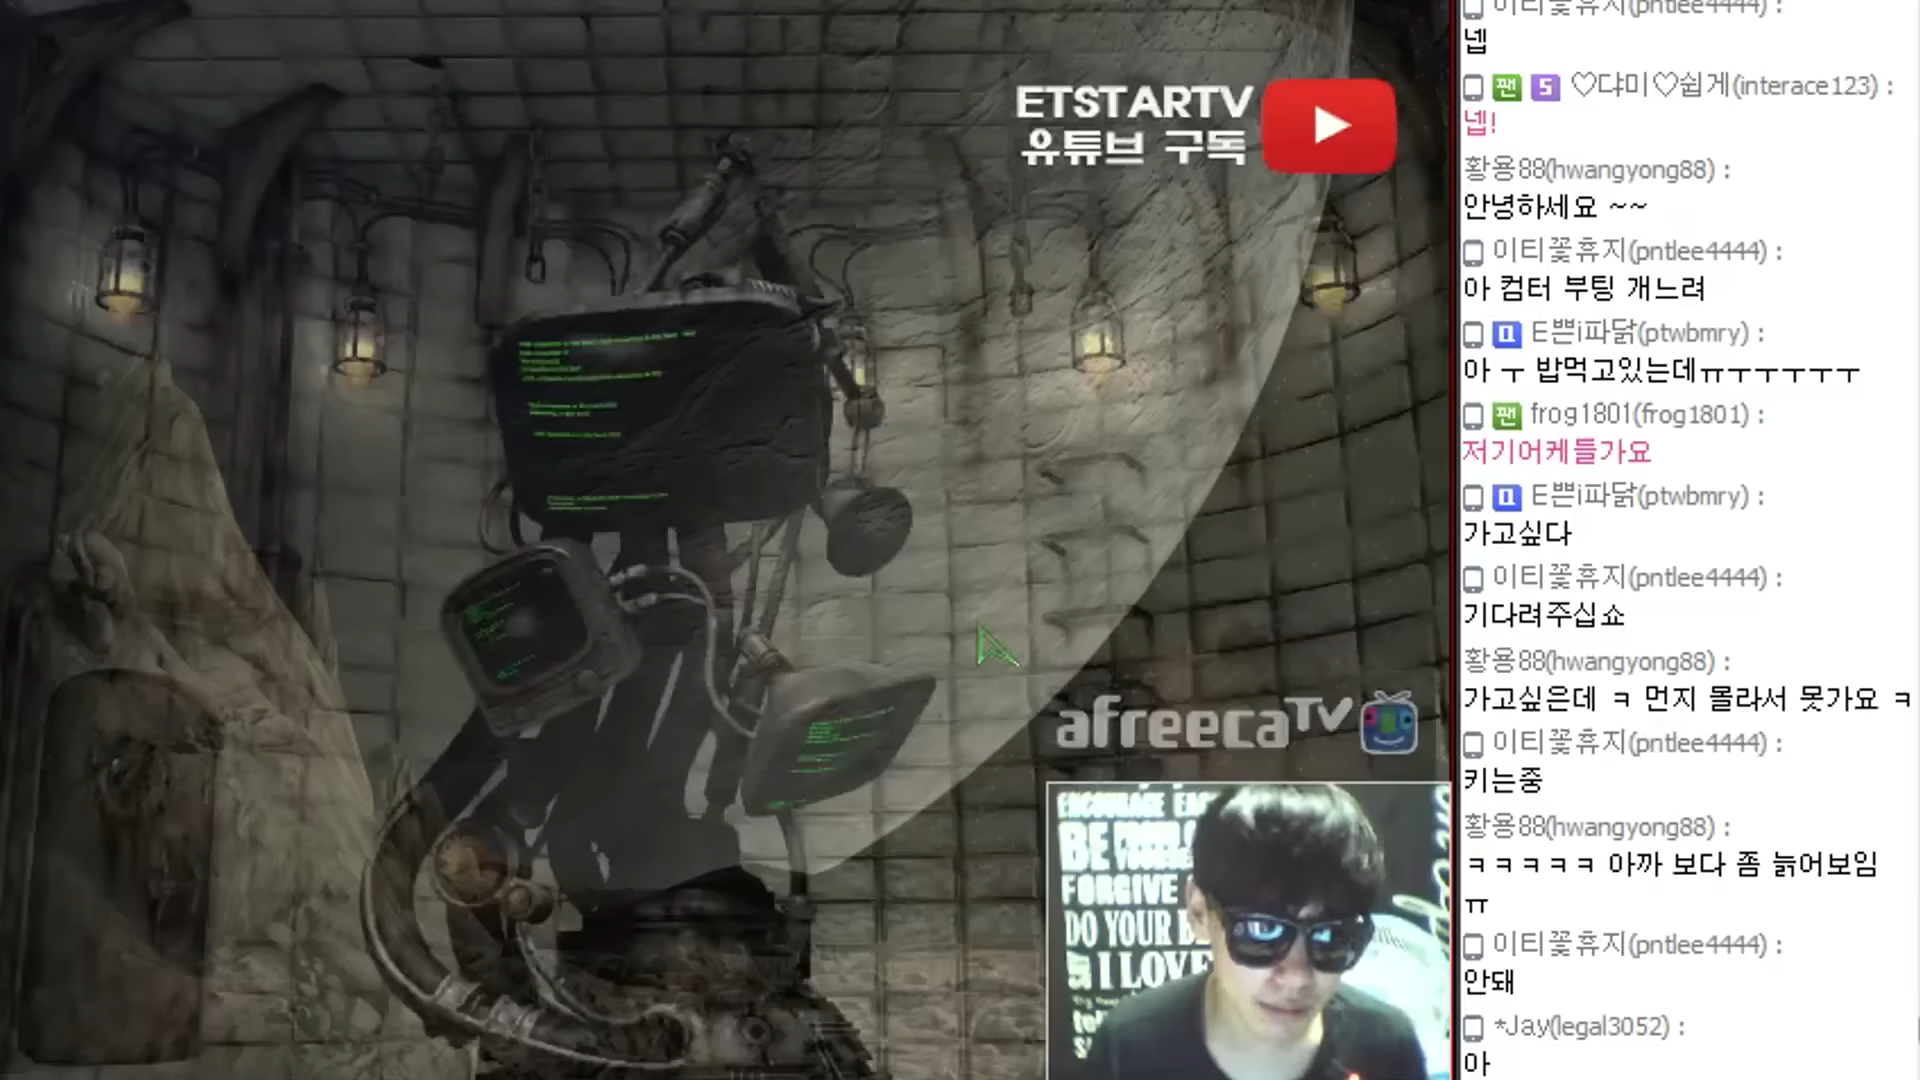 ETSTARTV
유튜브 구독
afreecaTV
ENCOURAGE
BE
FORGIVE
DO YOUR
I LOVE
이티꽃휴지(pntlee4444) :
넵
팬 S ♡댜미♡쉽게(interace123) :
넵!
황용88(hwangyong88) :
안녕하세요 ~~
이티꽃휴지(pntlee4444) :
아 컴터 부팅 개느려
E쁜i파닭(ptwbmry) :
아 ㅜ 밥먹고있는데ㅠㅜㅜㅜㅜㅜ
팬 frog1801(frog1801) :
저기어케들가요
E쁜i파닭(ptwbmry) :
가고싶다
이티꽃휴지(pntlee4444) :
기다려주십쇼
황용88(hwangyong88) :
가고싶은데 ㅋ 먼지 몰라서 못가요 ㅋ
이티꽃휴지(pntlee4444) :
키는중
황용88(hwangyong88) :
ㅋㅋㅋㅋㅋ 아까 보다 좀 늙어보임
ㅠ
이티꽃휴지(pntlee4444) :
안돼
*Jay(legal3052) :
아